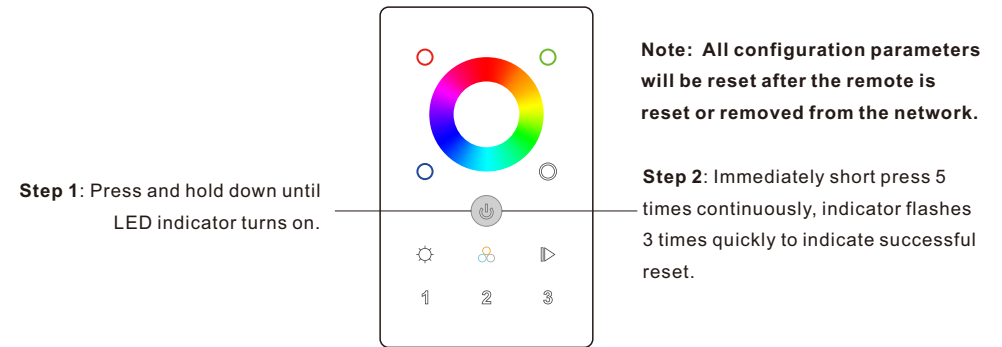 Note: All configuration parameters
will be reset after the remote is
reset or removed from the network.
Step 1: Press and hold down until
LED indicator turns on.
Step 2: Immediately short press 5
times continuously, indicator flashes
3 times quickly to indicate successful
reset.
1 2 3